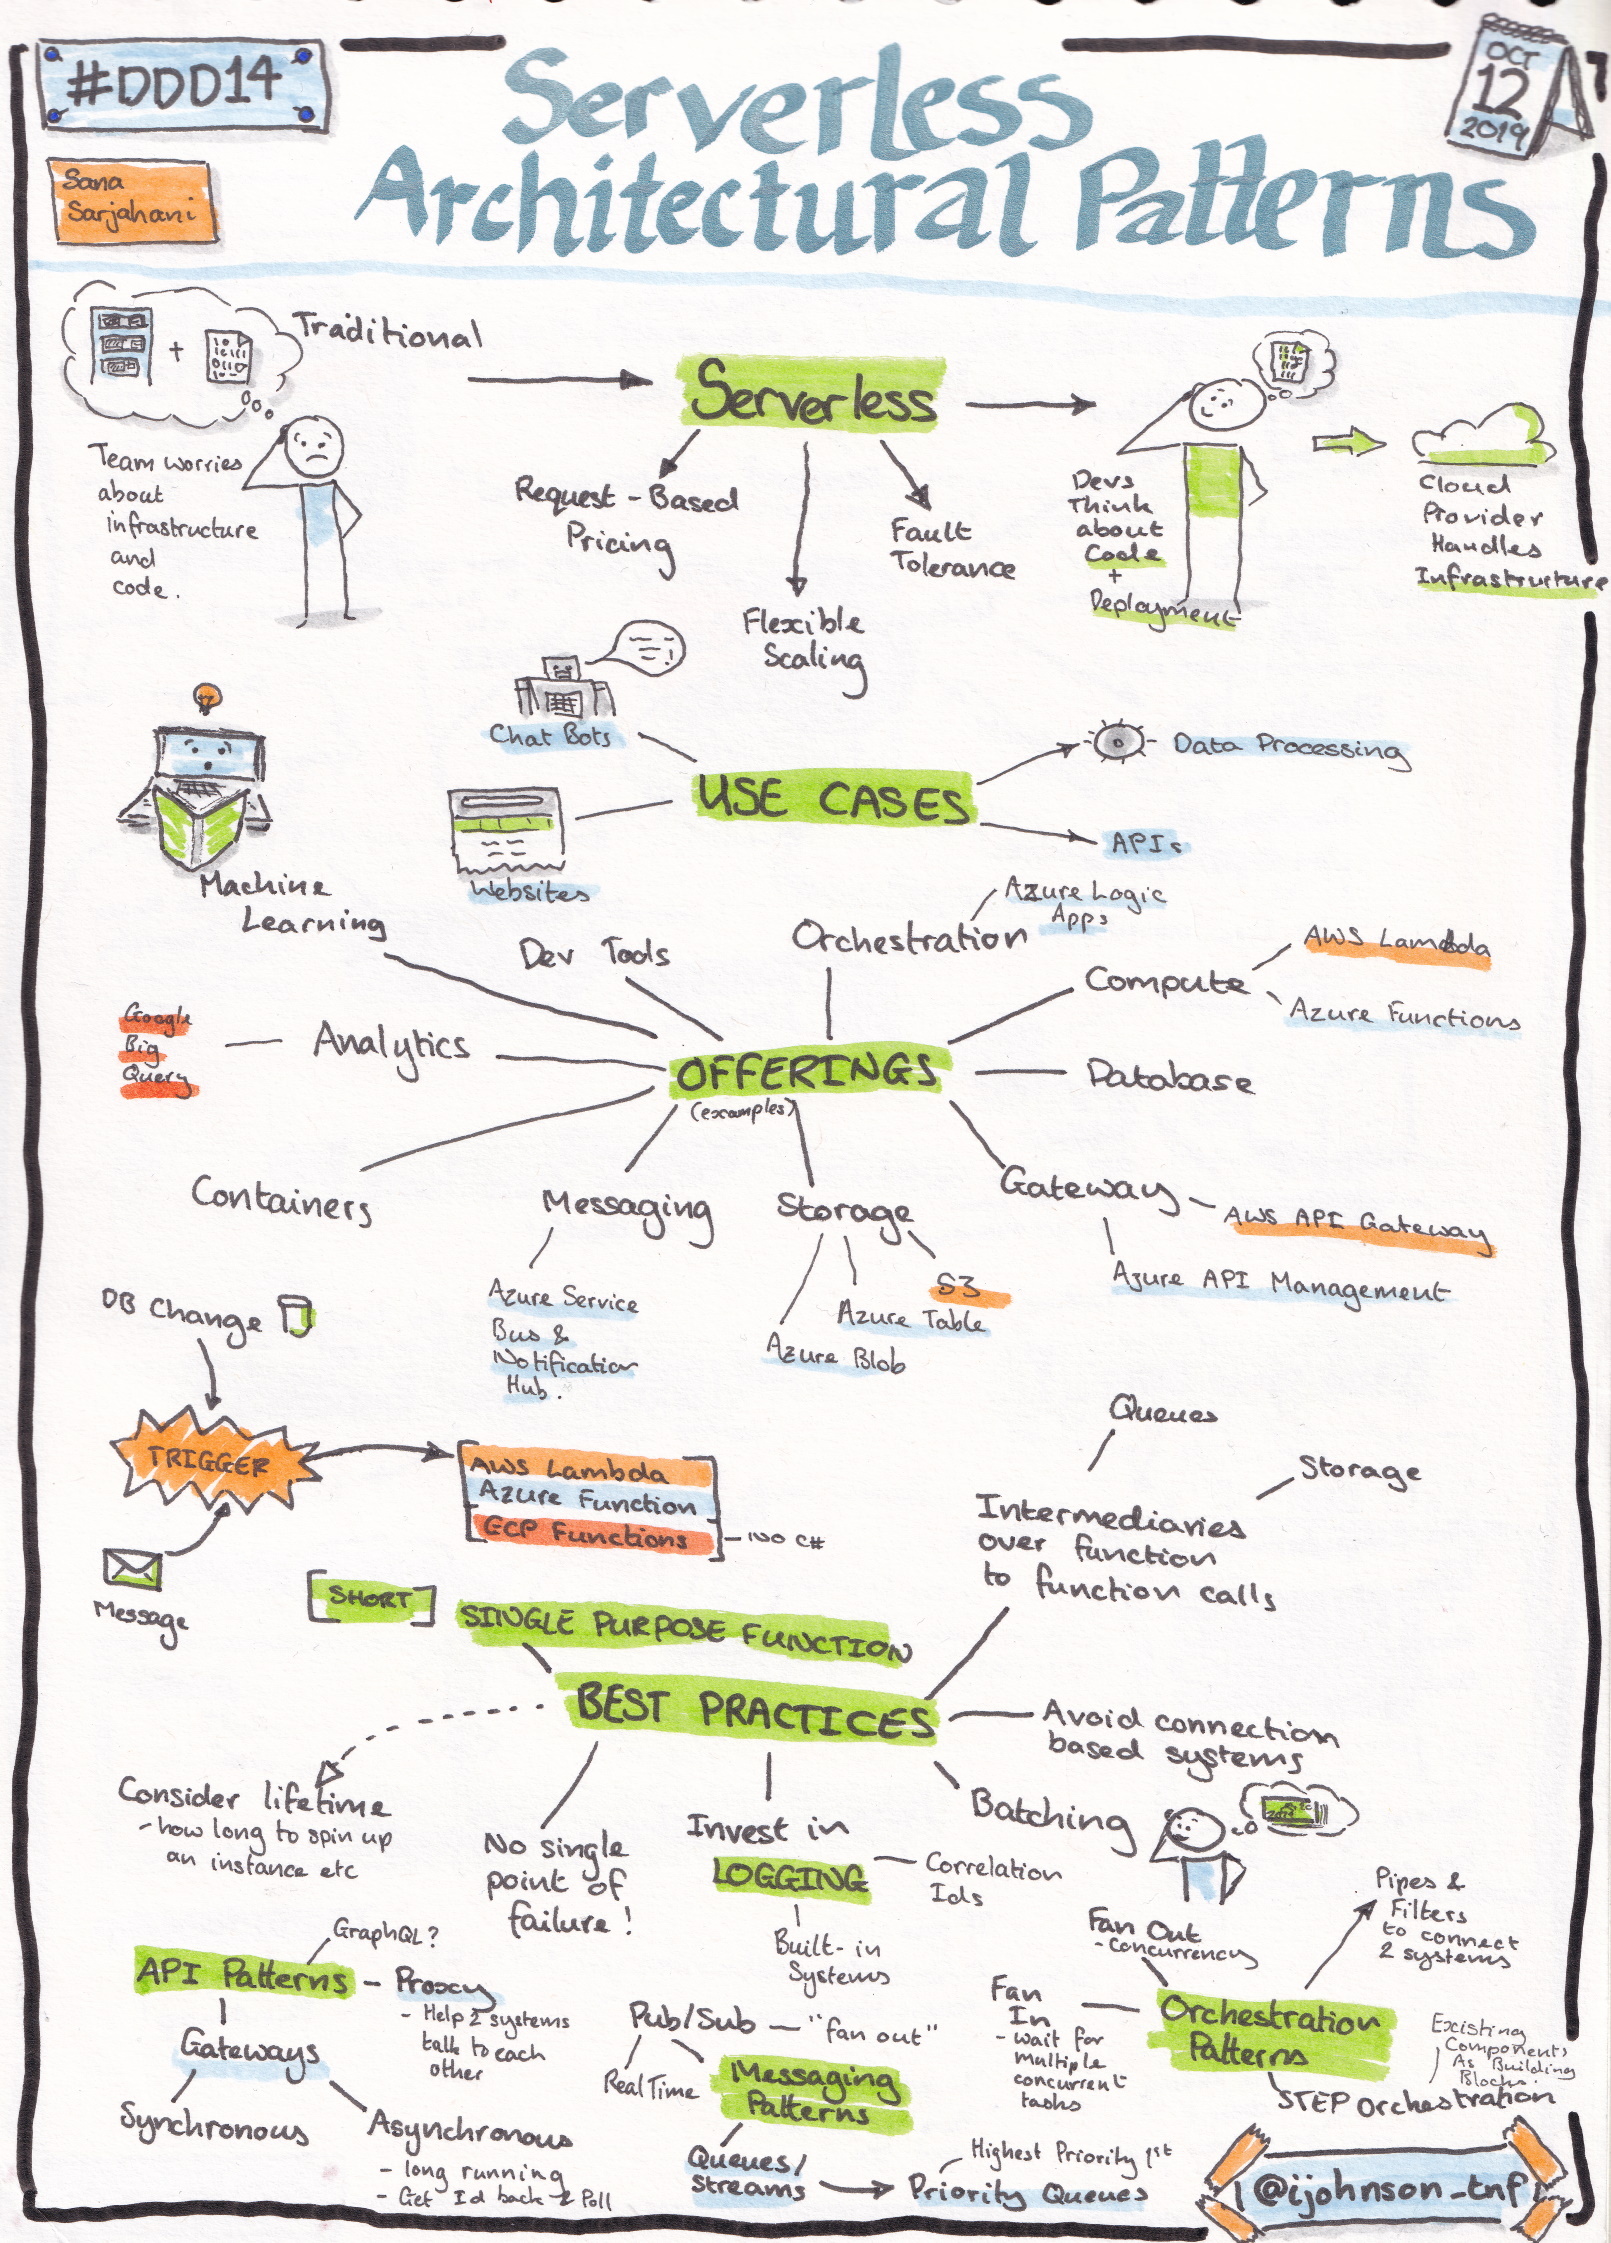 #DDD14
Serverless
Architectural Patterns
OCT
12
2019
Sana
Sarjahani
Traditional
Team worries
about
infrastructure
and
code.
Serverless
Request-Based
Pricing
Flexible
Scaling
Fault
Tolerance
Devs
Think
about
Code
+
Deployment
Cloud
Provider
Handles
Infrastructure
Chat Bots
Websites
USE CASES
Data Processing
APIs
Machine
Learning
Dev Tools
Orchestration
Azure Logic
Apps
Compute
AWS Lambda
Azure Functions
Google
Big
Query
Analytics
OFFERINGS
(examples)
Database
Containers
Messaging
Azure Service
Bus &
Notification
Hub.
Storage
S3
Azure Table
Azure Blob
Gateway
AWS API Gateway
Azure API Management
DB Change
TRIGGER
Message
AWS Lambda
Azure Function
GCP Functions
- NO C#
[SHORT]
SINGLE PURPOSE FUNCTION
BEST PRACTICES
Queues
Storage
Intermediaries
over function
to function calls
Avoid connection
based systems
Batching
Consider lifetime
- how long to spin up
an instance etc
No single
point of
failure!
Invest in
LOGGING
Correlation
Ids
Built-in
Systems
API Patterns
GraphQL?
- Proxy
- Help 2 systems
talk to each
other
Gateways
Synchronous
Asynchronous
- long running
- Get Id back & Poll
Pub/Sub
"fan out"
Real Time
Messaging
Patterns
Queues/
Streams
Priority Queues
Highest Priority 1st
Fan Out
- Concurrency
Fan
In
- wait for
multiple
concurrent
tasks
Orchestration
Patterns
Pipes &
Filters
to connect
2 systems
Existing
Components
As Building
Blocks.
STEP Orchestration
@ijohnson_tnf